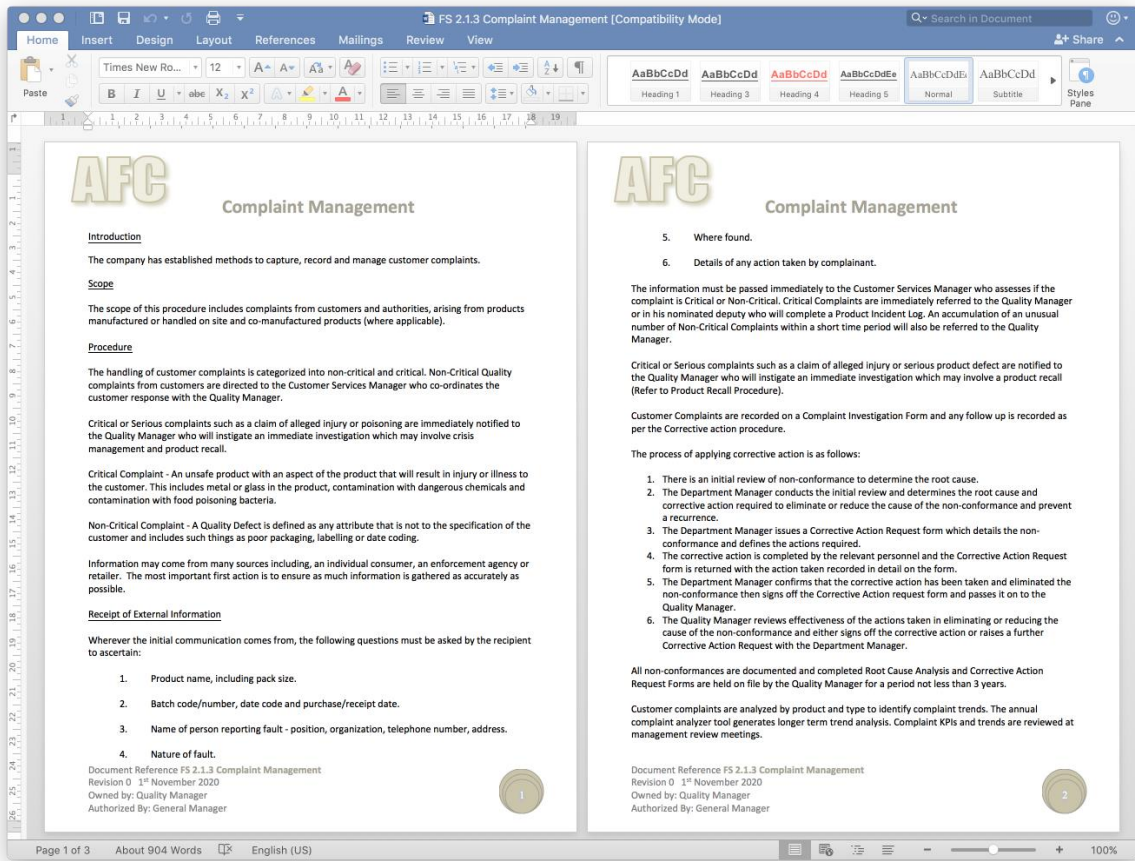 FS 2.1.3 Complaint Management [Compatibility Mode]
Search in Document
Home Insert Design Layout References Mailings Review View
Share
Paste
Times New Ro... 12
AaBbCcDd AaBbCcDd AaBbCcDd AaBbCcDdEe AaBbCcDdEe AaBbCcDd
Heading 1 Heading 3 Heading 4 Heading 5 Normal Subtitle
Styles Pane
AFC
Complaint Management
Introduction
The company has established methods to capture, record and manage customer complaints.
Scope
The scope of this procedure includes complaints from customers and authorities, arising from products
manufactured or handled on site and co-manufactured products (where applicable).
Procedure
The handling of customer complaints is categorized into non-critical and critical. Non-Critical Quality
complaints from customers are directed to the Customer Services Manager who co-ordinates the
customer response with the Quality Manager.
Critical or Serious complaints such as a claim of alleged injury or poisoning are immediately notified to
the Quality Manager who will instigate an immediate investigation which may involve crisis
management and product recall.
Critical Complaint - An unsafe product with an aspect of the product that will result in injury or illness to
the customer. This includes metal or glass in the product, contamination with dangerous chemicals and
contamination with food poisoning bacteria.
Non-Critical Complaint - A Quality Defect is defined as any attribute that is not to the specification of the
customer and includes such things as poor packaging, labelling or date coding.
Information may come from many sources including, an individual consumer, an enforcement agency or
retailer. The most important first action is to ensure as much information is gathered as accurately as
possible.
Receipt of External Information
Wherever the initial communication comes from, the following questions must be asked by the recipient
to ascertain:
1. Product name, including pack size.
2. Batch code/number, date code and purchase/receipt date.
3. Name of person reporting fault - position, organization, telephone number, address.
4. Nature of fault.
Document Reference FS 2.1.3 Complaint Management
Revision 0 1st November 2020
Owned by: Quality Manager
Authorized By: General Manager
1
AFC
Complaint Management
5. Where found.
6. Details of any action taken by complainant.
The information must be passed immediately to the Customer Services Manager who assesses if the
complaint is Critical or Non-Critical. Critical Complaints are immediately referred to the Quality Manager
or in his nominated deputy who will complete a Product Incident Log. An accumulation of an unusual
number of Non-Critical Complaints within a short time period will also be referred to the Quality
Manager.
Critical or Serious complaints such as a claim of alleged injury or serious product defect are notified to
the Quality Manager who will instigate an immediate investigation which may involve a product recall
(Refer to Product Recall Procedure).
Customer Complaints are recorded on a Complaint Investigation Form and any follow up is recorded as
per the Corrective action procedure.
The process of applying corrective action is as follows:
1. There is an initial review of non-conformance to determine the root cause.
2. The Department Manager conducts the initial review and determines the root cause and
corrective action required to eliminate or reduce the cause of the non-conformance and prevent
a recurrence.
3. The Department Manager issues a Corrective Action Request form which details the non-
conformance and defines the actions required.
4. The corrective action is completed by the relevant personnel and the Corrective Action Request
form is returned with the action taken recorded in detail on the form.
5. The Department Manager confirms that the corrective action has been taken and eliminated the
non-conformance then signs off the Corrective Action request form and passes it on to the
Quality Manager.
6. The Quality Manager reviews effectiveness of the actions taken in eliminating or reducing the
cause of the non-conformance and either signs off the corrective action or raises a further
Corrective Action Request with the Department Manager.
All non-conformances are documented and completed Root Cause Analysis and Corrective Action
Request Forms are held on file by the Quality Manager for a period not less than 3 years.
Customer complaints are analyzed by product and type to identify complaint trends. The annual
complaint analyzer tool generates longer term trend analysis. Complaint KPIs and trends are reviewed at
management review meetings.
Document Reference FS 2.1.3 Complaint Management
Revision 0 1st November 2020
Owned by: Quality Manager
Authorized By: General Manager
2
Page 1 of 3 About 904 Words English (US) 100%